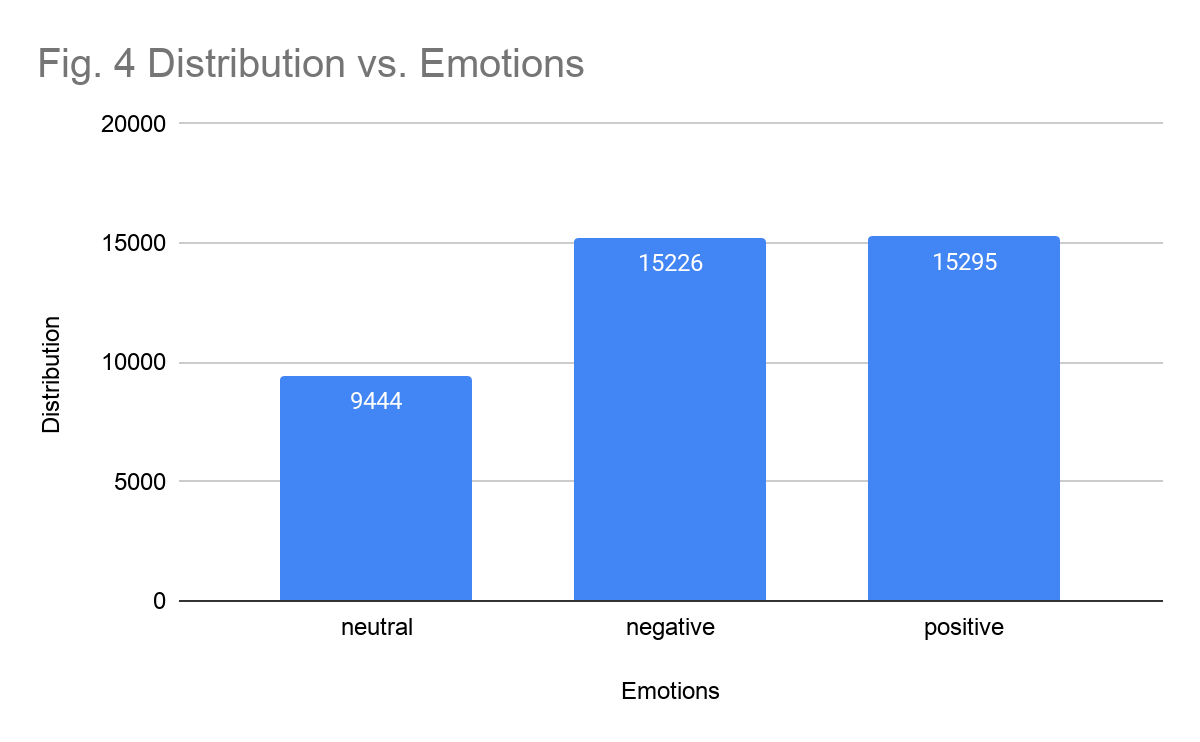 Fig. 4 Distribution vs. Emotions
20000
15000
10000
5000
0
Distribution
9444
15226
15295
neutral
negative
positive
Emotions